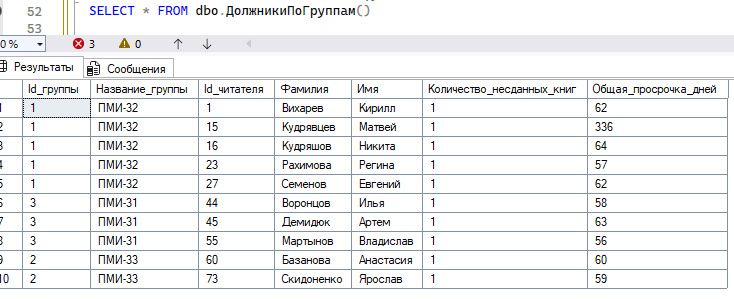 52 SELECT * FROM dbo.ДолжникиПоГруппам()
53
0 % 3 0
Результаты Сообщения
Id_группы Название_группы Id_читателя Фамилия Имя Количество_несданных_книг Общая_просрочка_дней
1 1 ПМИ-32 1 Вихарев Кирилл 1 62
2 1 ПМИ-32 15 Кудрявцев Матвей 1 336
3 1 ПМИ-32 16 Кудряшов Никита 1 64
4 1 ПМИ-32 23 Рахимова Регина 1 57
5 1 ПМИ-32 27 Семенов Евгений 1 62
6 3 ПМИ-31 44 Воронцов Илья 1 58
7 3 ПМИ-31 45 Демидюк Артем 1 63
8 3 ПМИ-31 55 Мартынов Владислав 1 56
9 2 ПМИ-33 60 Базанова Анастасия 1 60
10 2 ПМИ-33 73 Скидоненко Ярослав 1 59